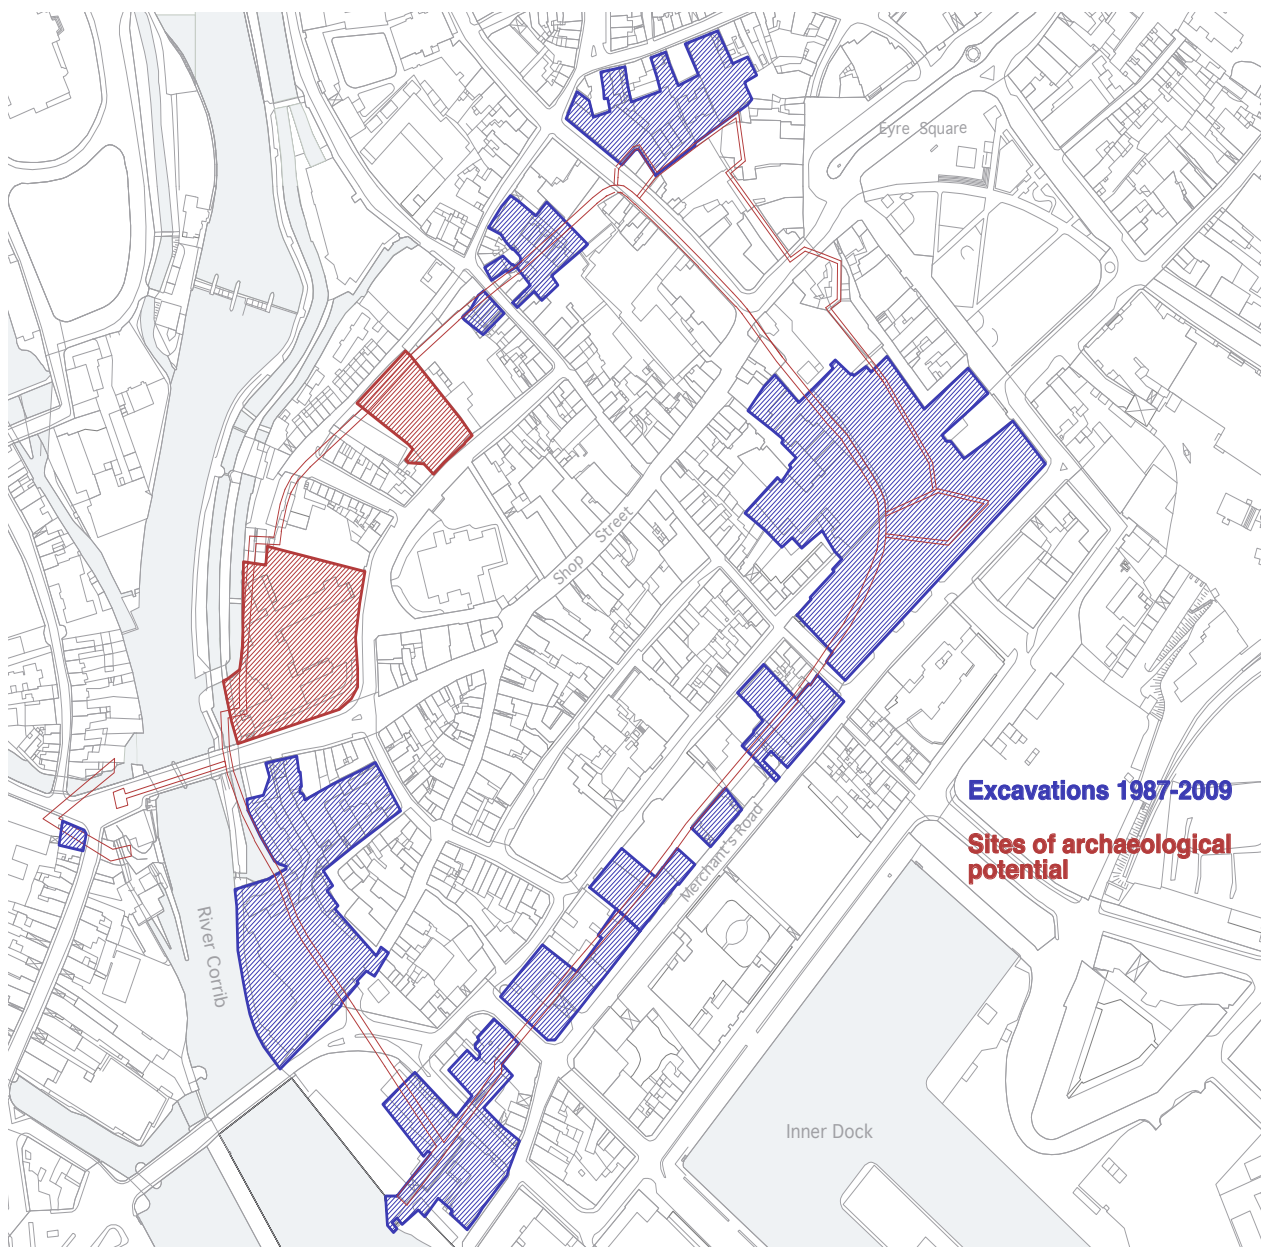 Eyre Square
Shop Street
Excavations 1987-2009
Merchant's Road
Sites of archaeological
potential
River Corrib
Inner Dock